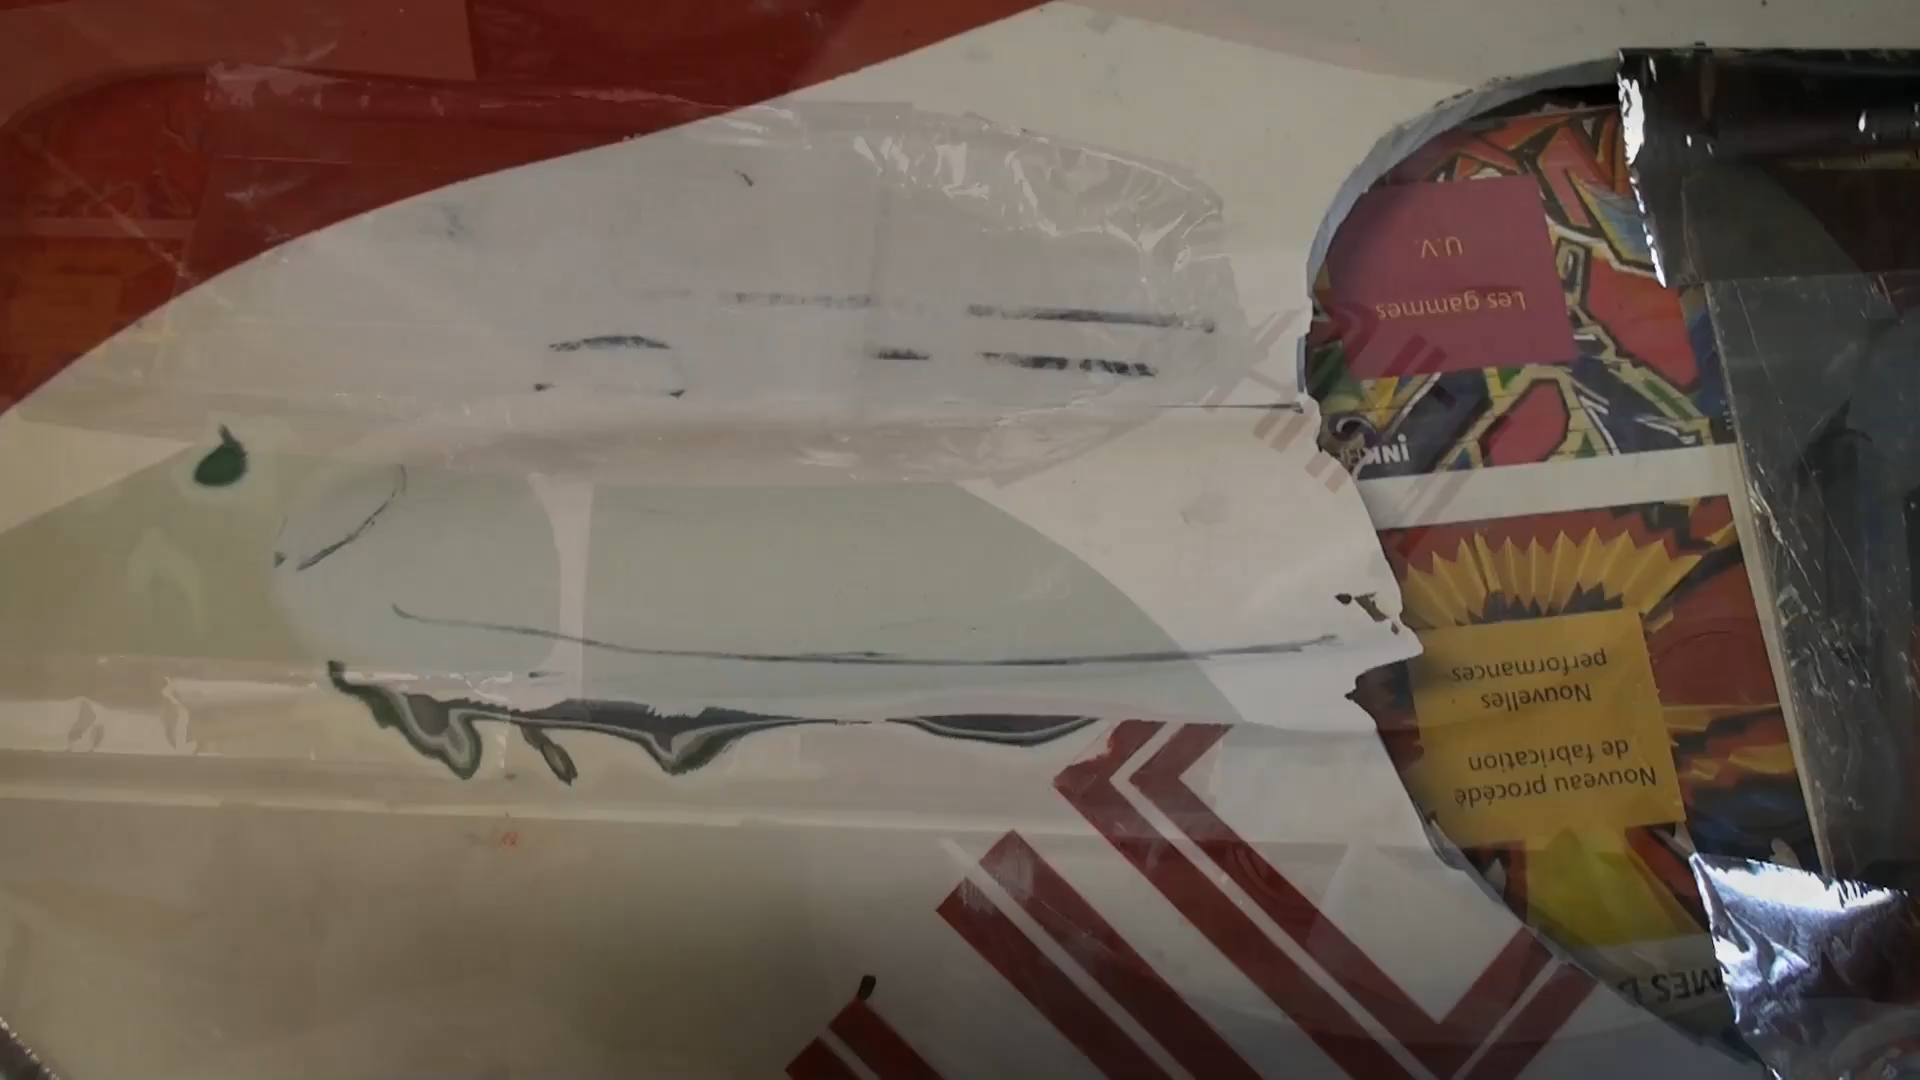 Nouveau procédé
de fabrication
Nouvelles
performances
Les gammes
U.V.